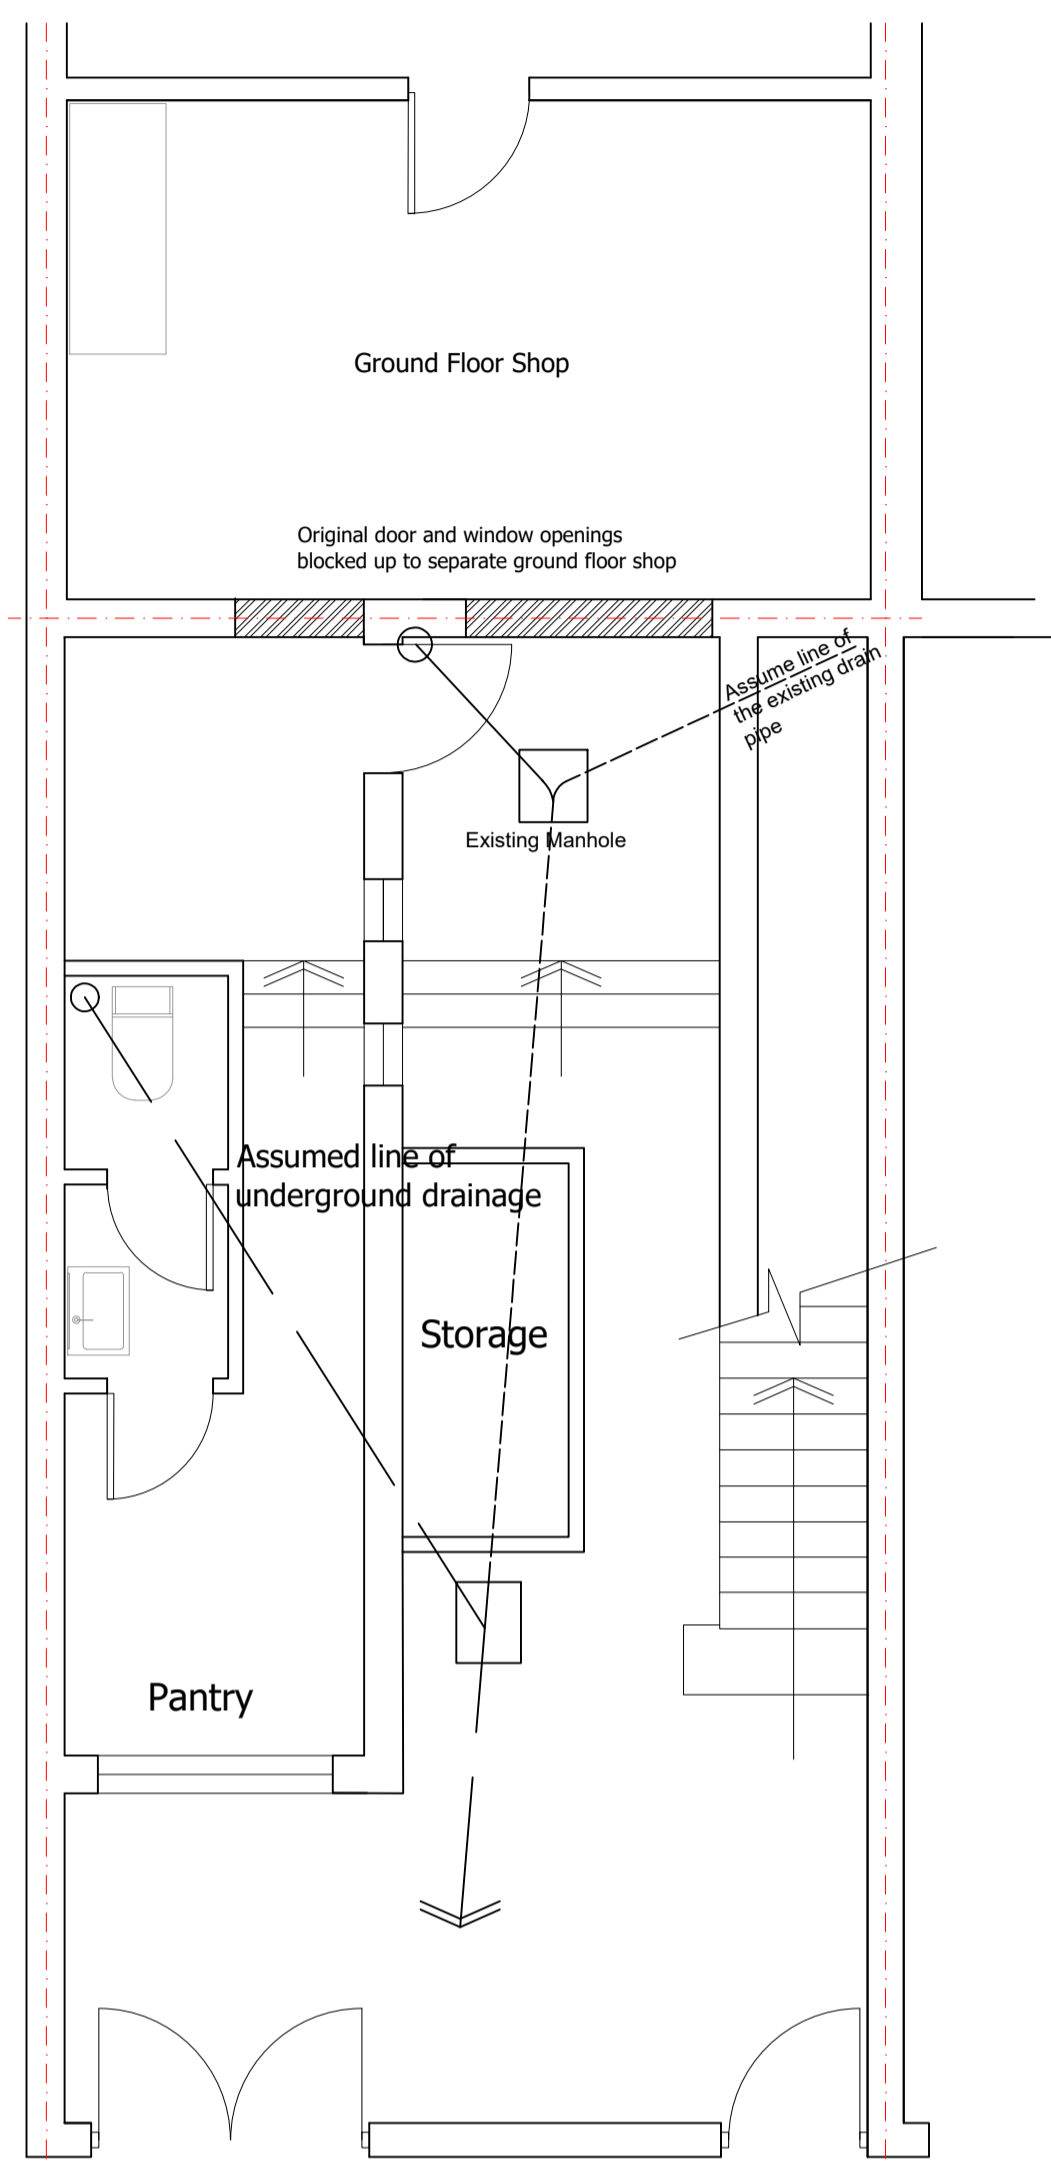 Ground Floor Shop
Original door and window openings
blocked up to separate ground floor shop
Assume line of
the existing drain
pipe
Existing Manhole
Assumed line of
underground drainage
Storage
Pantry